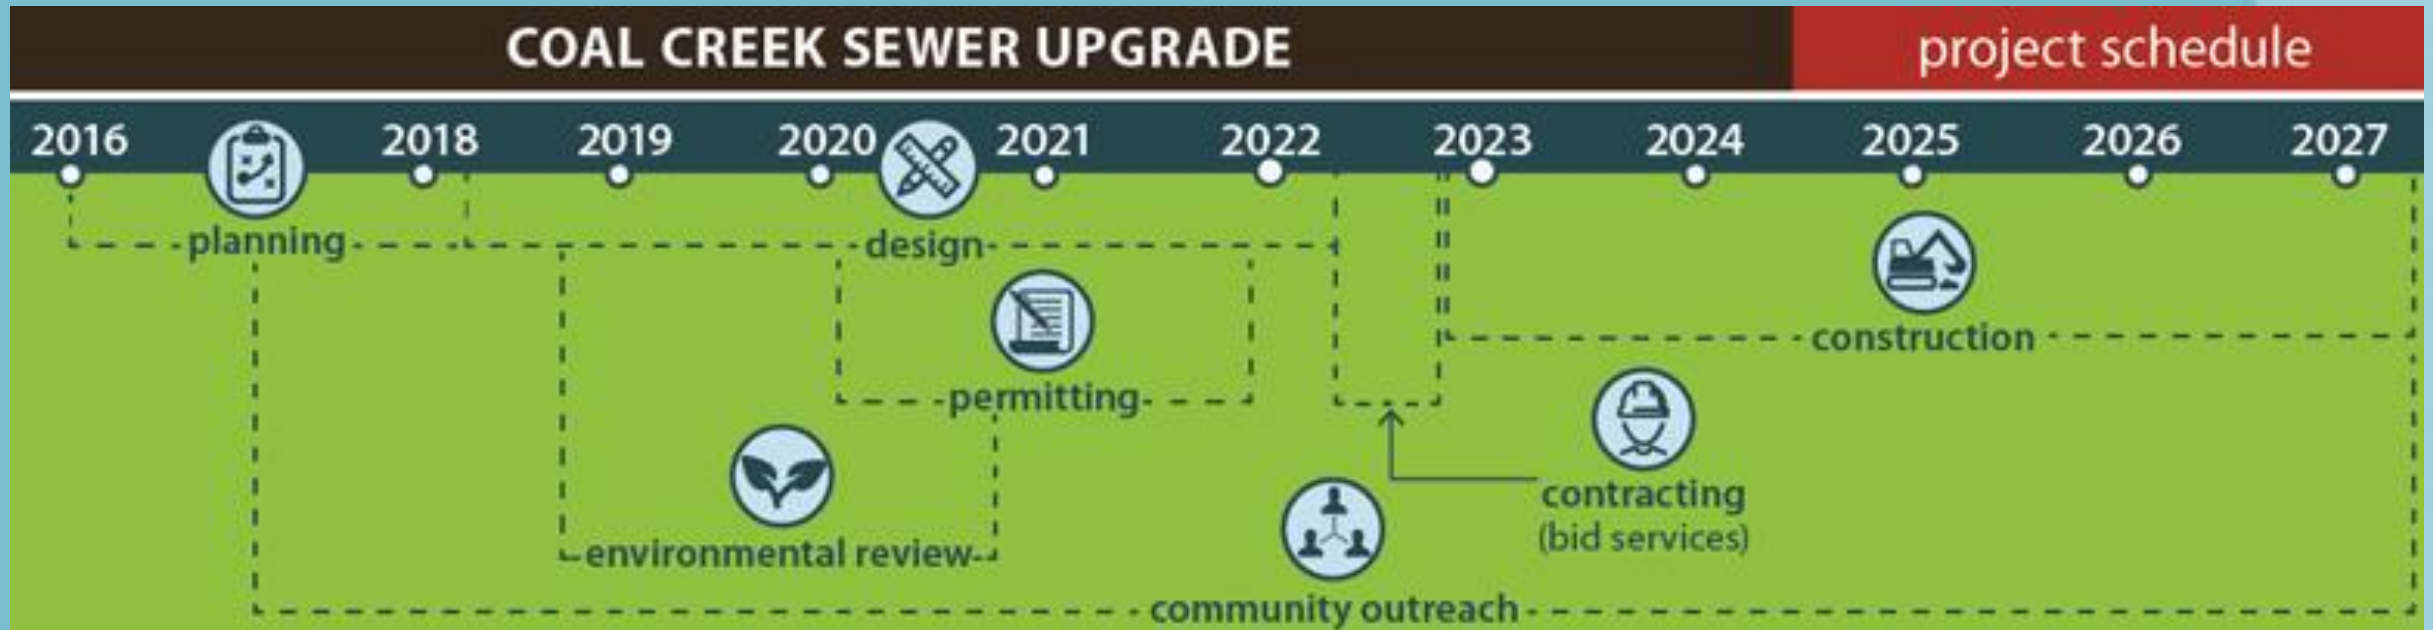 COAL CREEK SEWER UPGRADE
project schedule
2016 2018 2019 2020 2021 2022 2023 2024 2025 2026 2027
planning
design
construction
permitting
contracting
(bid services)
environmental review
community outreach